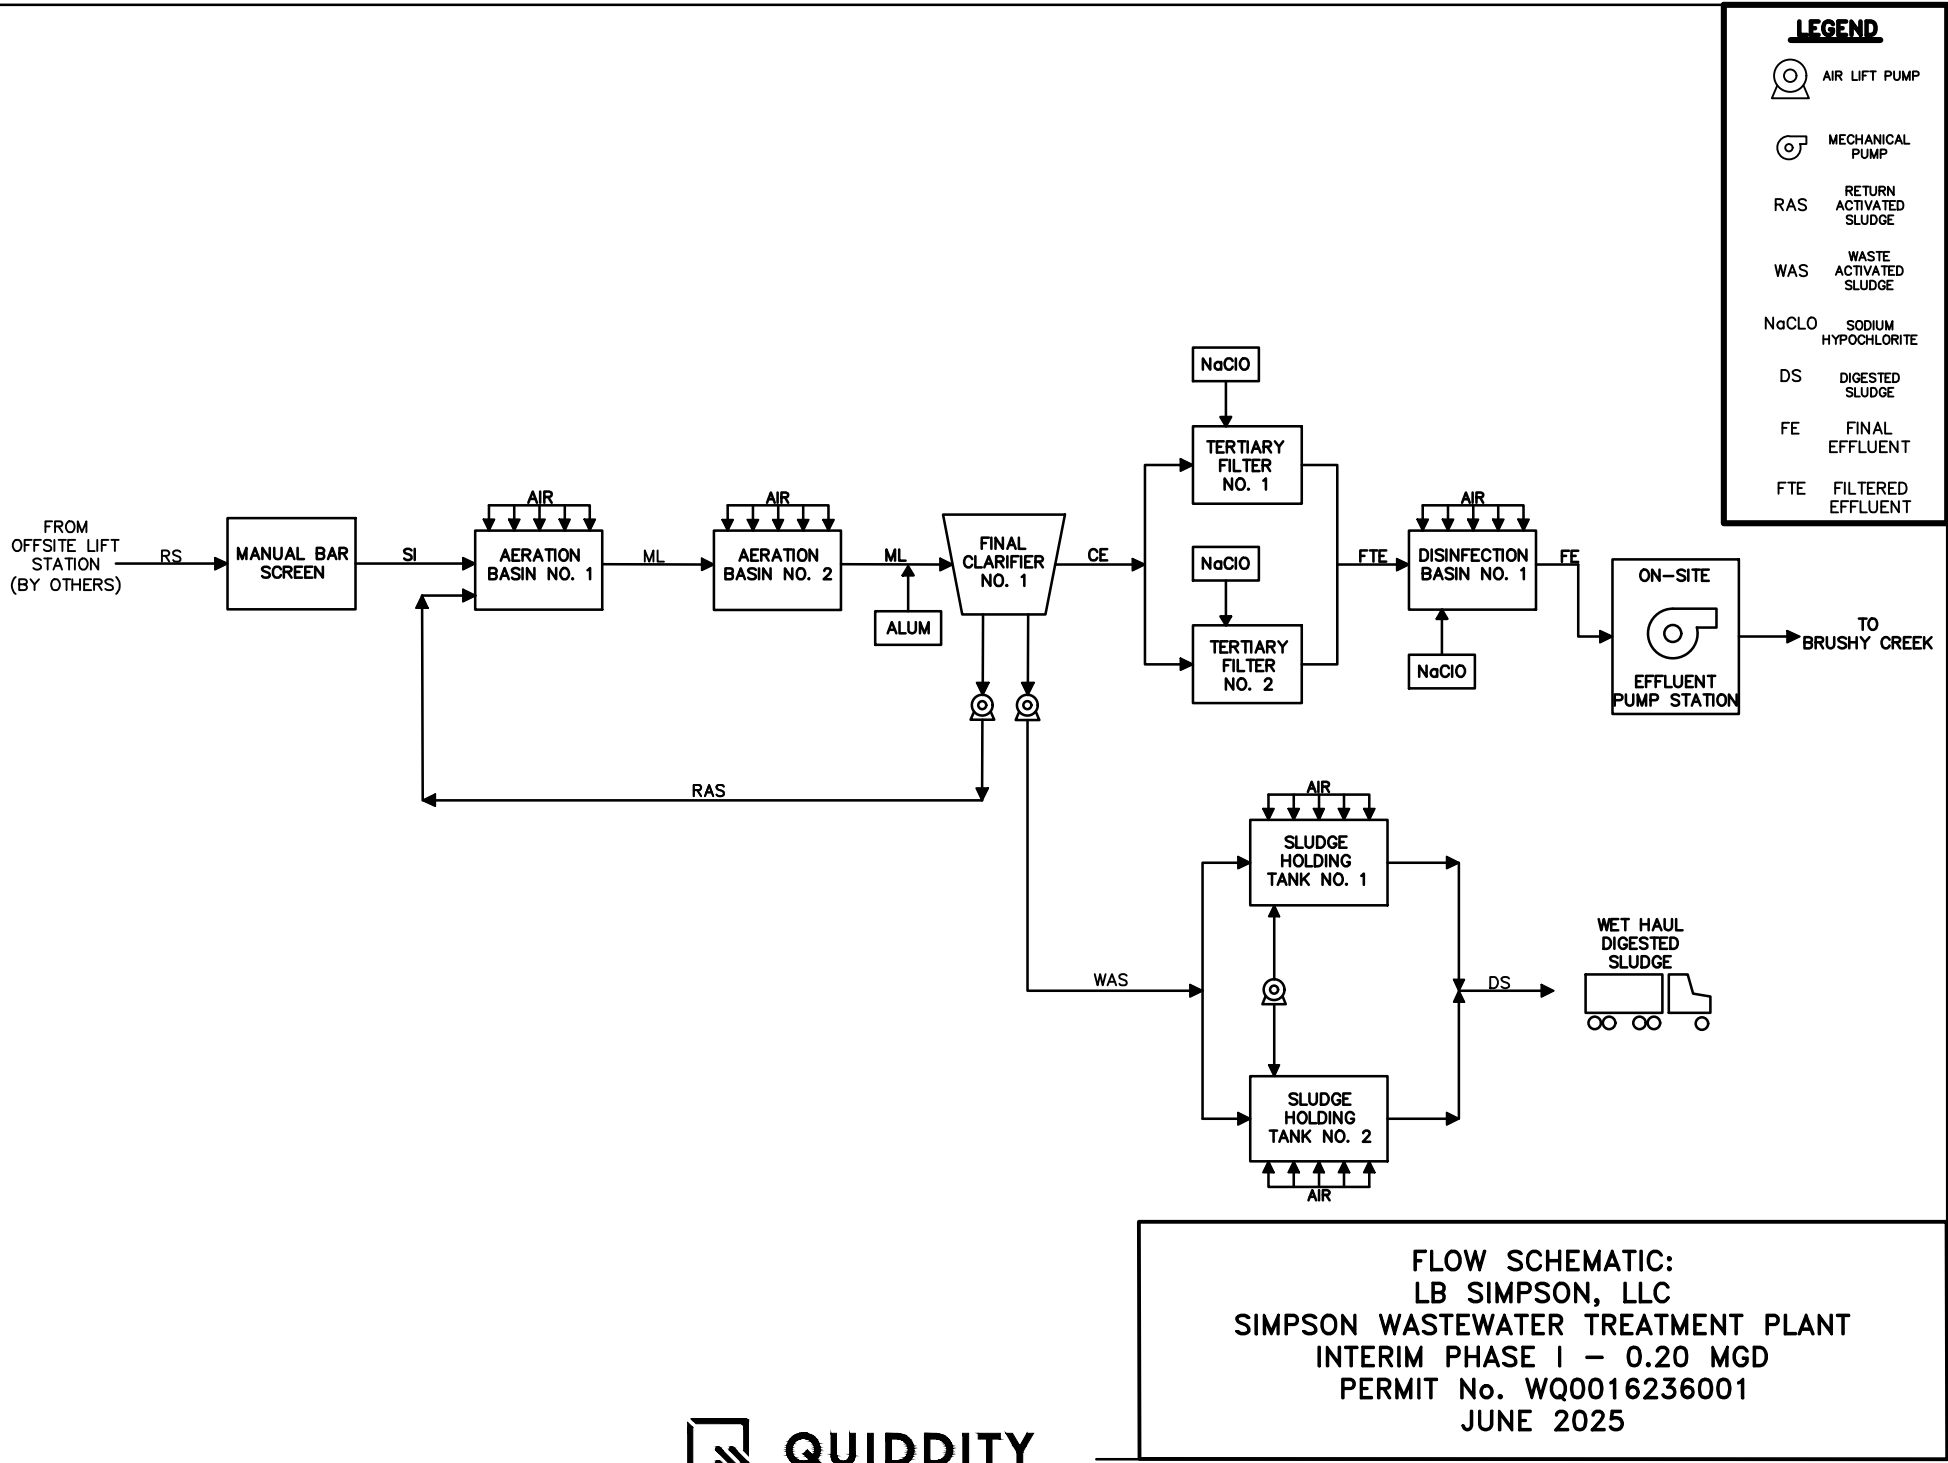 LEGEND
AIR LIFT PUMP
MECHANICAL
PUMP
RAS
RETURN
ACTIVATED
SLUDGE
WAS
WASTE
ACTIVATED
SLUDGE
NaCLO
SODIUM
HYPOCHLORITE
DS
DIGESTED
SLUDGE
FE
FINAL
EFFLUENT
FTE
FILTERED
EFFLUENT
FROM
OFFSITE LIFT
STATION
(BY OTHERS)
RS
MANUAL BAR
SCREEN
SI
AIR
AERATION
BASIN NO. 1
ML
AIR
AERATION
BASIN NO. 2
ML
ALUM
FINAL
CLARIFIER
NO. 1
CE
NaClO
TERTIARY
FILTER
NO. 1
NaClO
TERTIARY
FILTER
NO. 2
FTE
AIR
DISINFECTION
BASIN NO. 1
NaClO
FE
ON-SITE
EFFLUENT
PUMP STATION
TO
BRUSHY CREEK
RAS
WAS
AIR
SLUDGE
HOLDING
TANK NO. 1
SLUDGE
HOLDING
TANK NO. 2
AIR
DS
WET HAUL
DIGESTED
SLUDGE
FLOW SCHEMATIC:
LB SIMPSON, LLC
SIMPSON WASTEWATER TREATMENT PLANT
INTERIM PHASE I - 0.20 MGD
PERMIT No. WQ0016236001
JUNE 2025
QUIDDITY